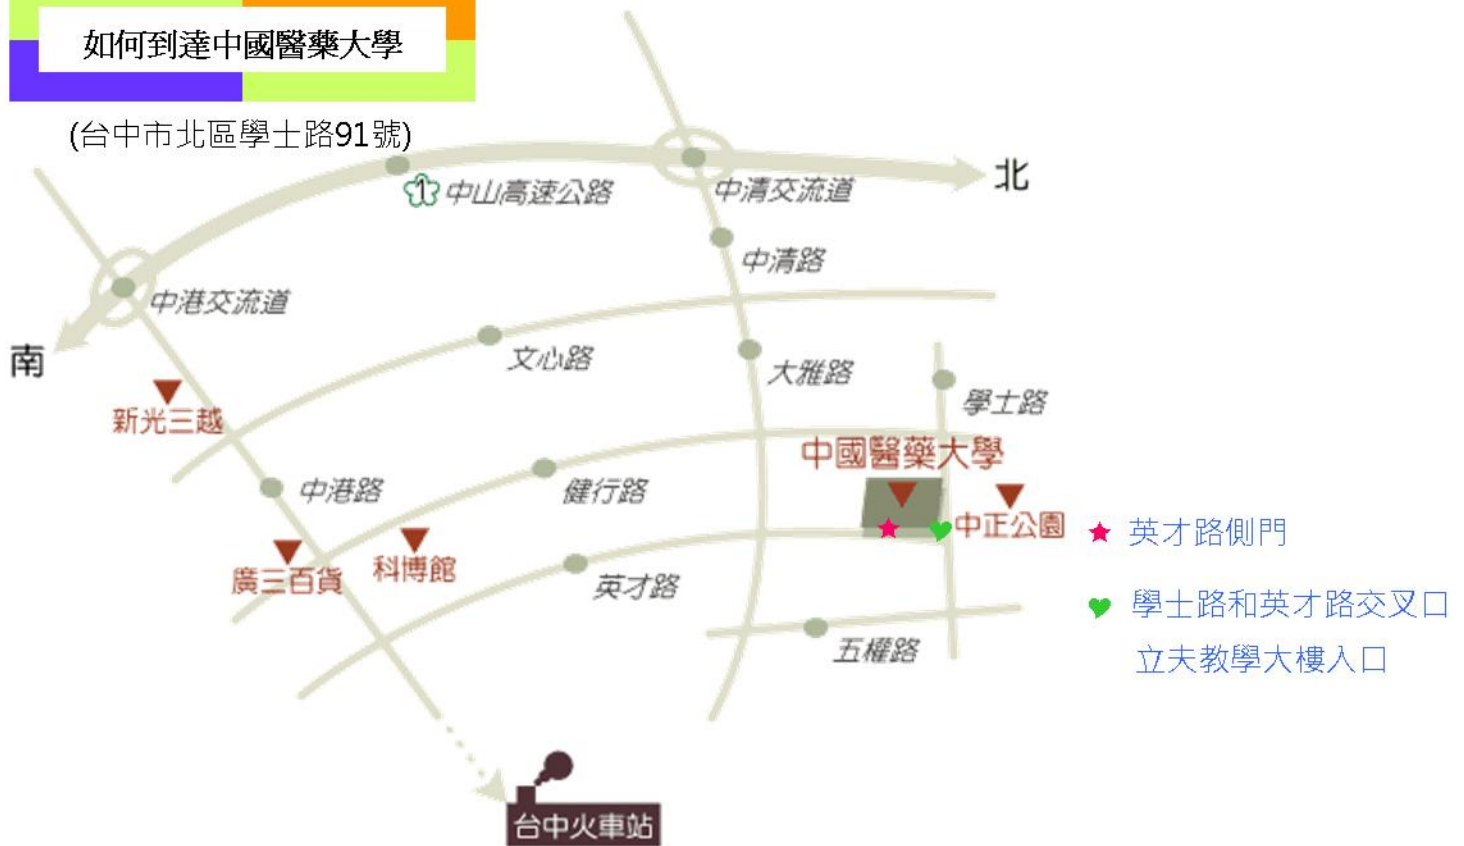 如何到達中國醫藥大學
(台中市北區學士路91號)
北
1 中山高速公路
中清交流道
中清路
中港交流道
南
文心路
大雅路
學士路
新光三越
中國醫藥大學
中港路
健行路
中正公園
英才路側門
廣三百貨
科博館
英才路
學士路和英才路交叉口
立夫教學大樓入口
五權路
台中火車站